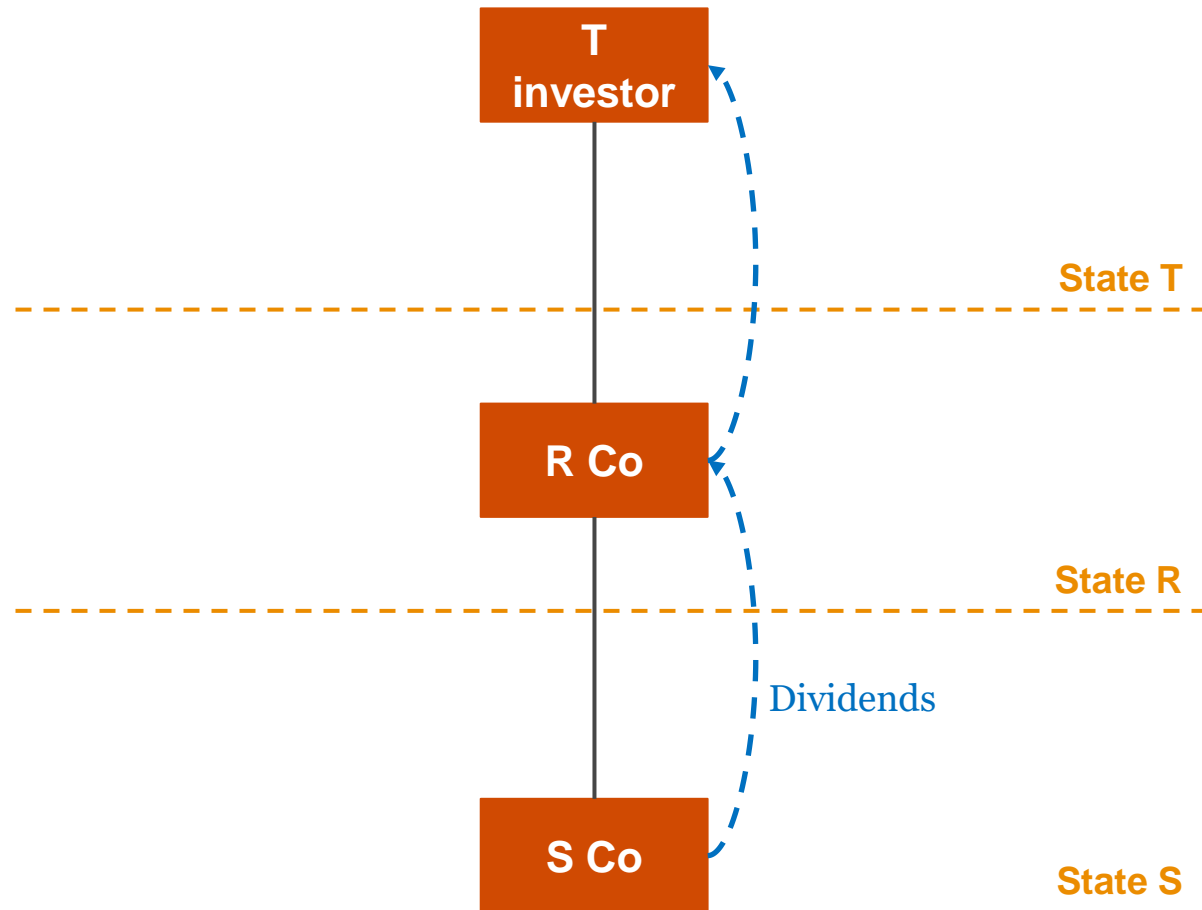 T
investor
State T
R Co
State R
Dividends
S Co
State S